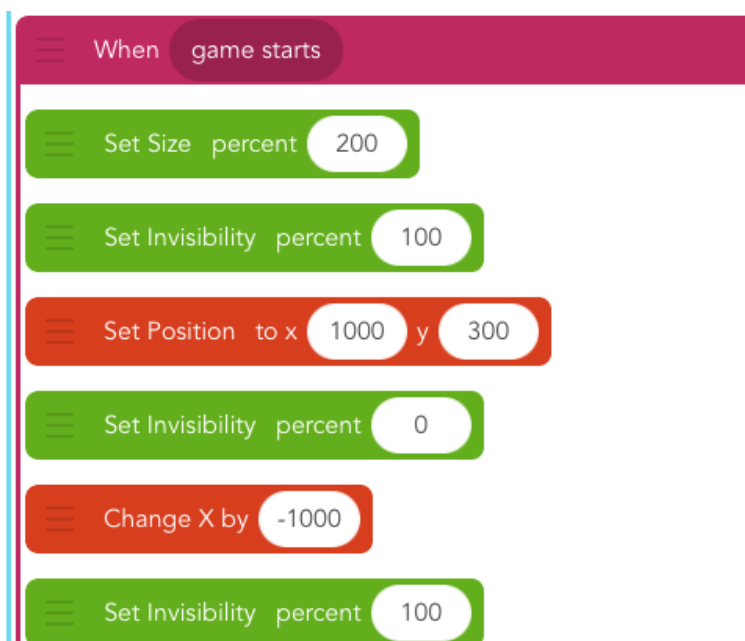 When game starts
Set Size percent 200
Set Invisibility percent 100
Set Position to x 1000 y 300
Set Invisibility percent 0
Change X by -1000
Set Invisibility percent 100